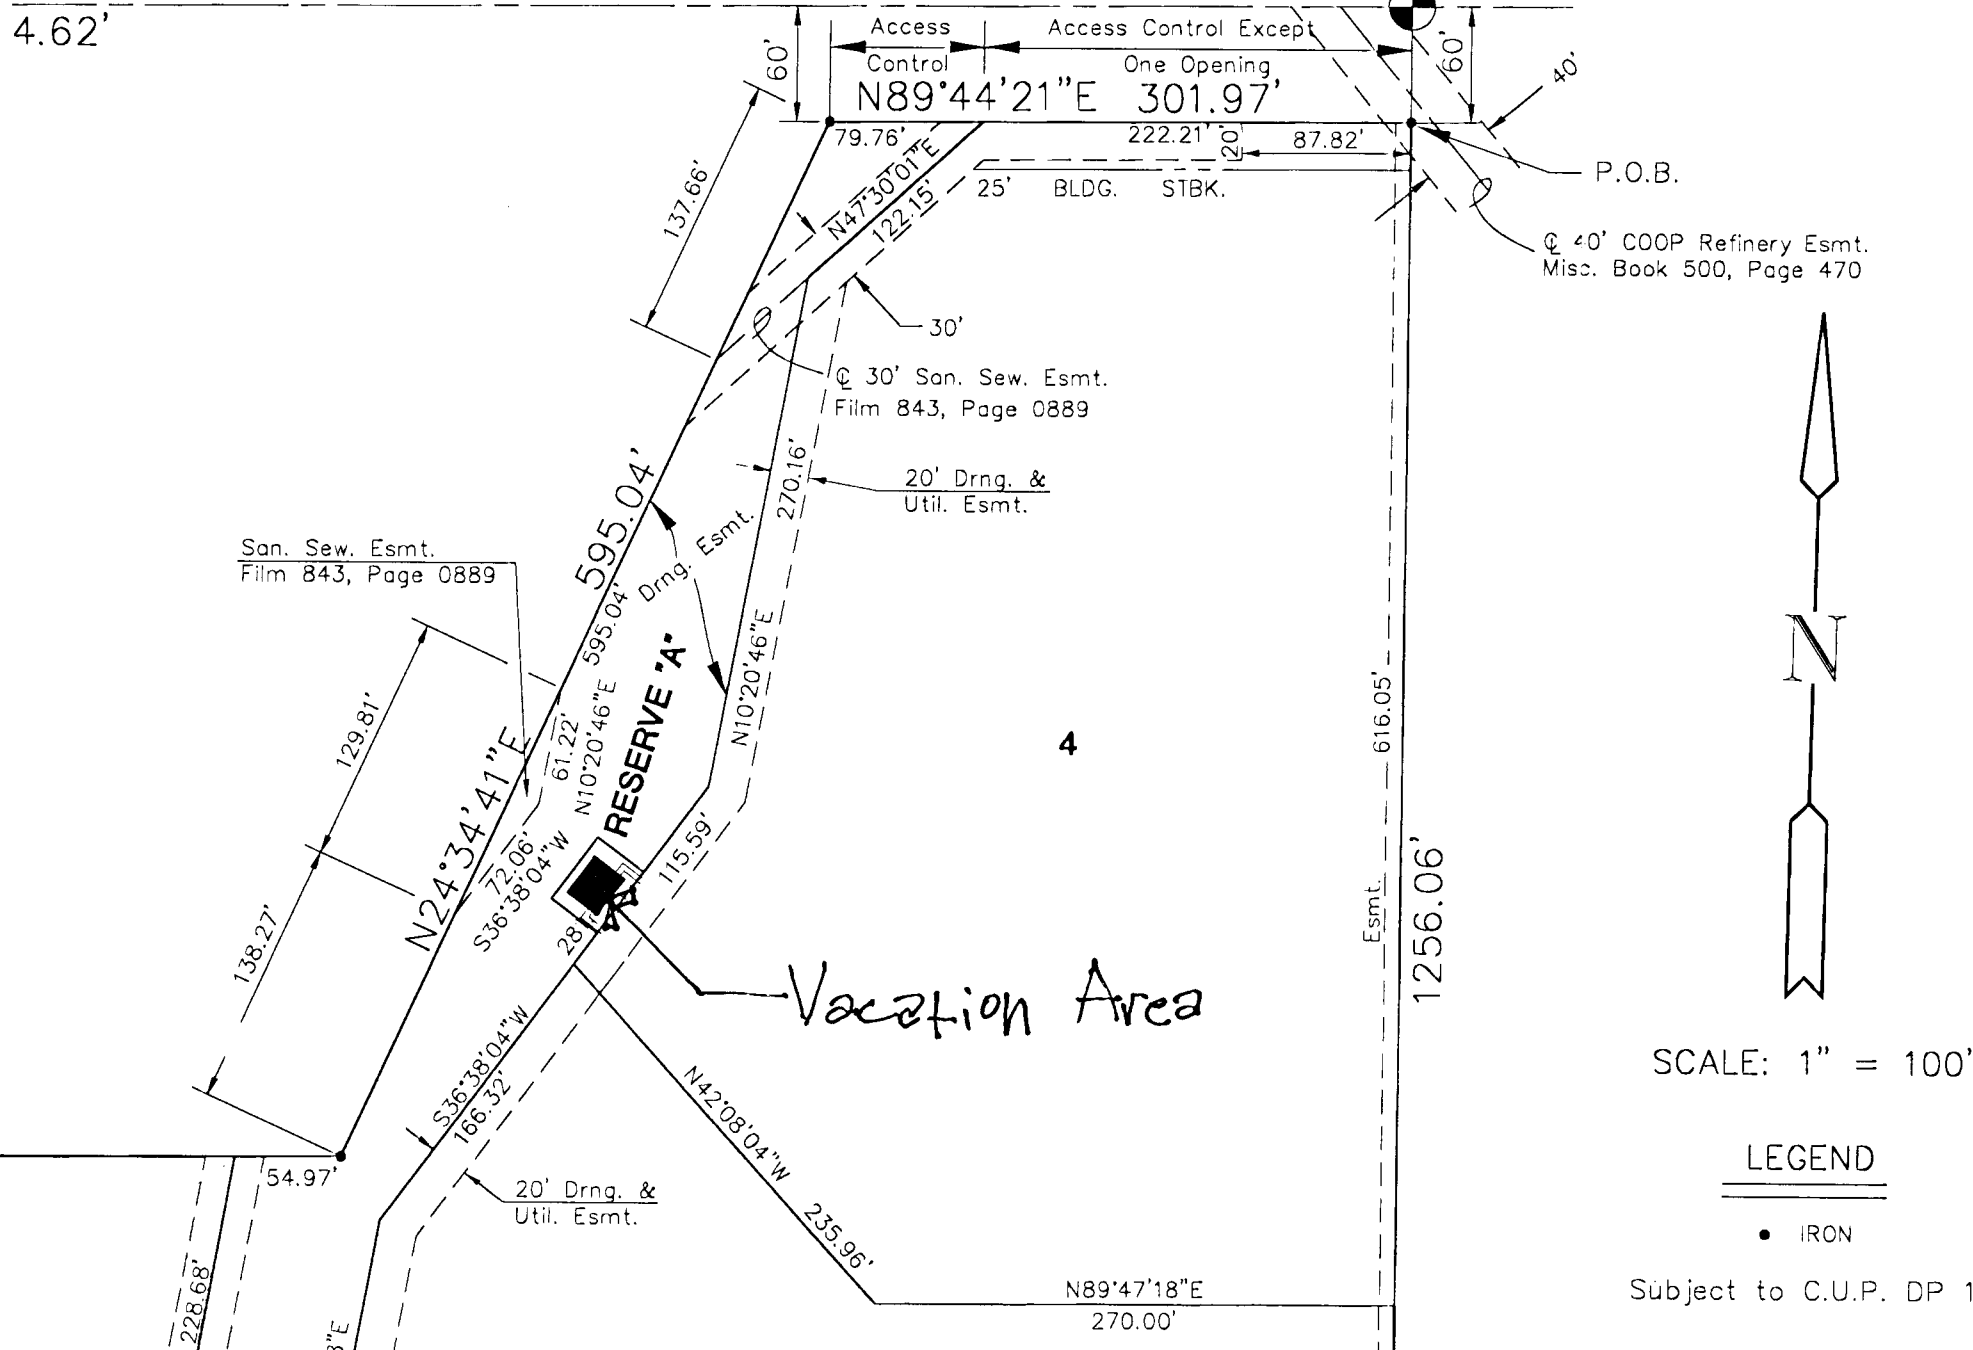 4.62'
60'
Access
Control
Access Control Except
One Opening
60'
40'
N89°44'21"E 301.97'
79.76'
222.21'
20'
87.82'
P.O.B.
137.66'
N47°30'01"E
122.15'
25' BLDG. STBK.
℄ 40' COOP Refinery Esmt.
Misc. Book 500, Page 470
30'
℄ 30' San. Sew. Esmt.
Film 843, Page 0889
270.16'
20' Drng. &
Util. Esmt.
595.04'
Drng. Esmt.
San. Sew. Esmt.
Film 843, Page 0889
595.04'
RESERVE "A"
N10°20'46"E
N10°20'46"E
61.22'
616.05'
N
4
129.81'
N24°34'41"E
72.06'
S36°38'04"W
115.59'
28
Esmt.
1256.06'
138.27'
Vacation Area
S36°38'04"W
166.32'
N42°08'04"W
235.96'
SCALE: 1" = 100'
LEGEND
IRON
Subject to C.U.P. DP 1
54.97'
20' Drng. &
Util. Esmt.
228.68'
N89°47'18"E
270.00'
"E